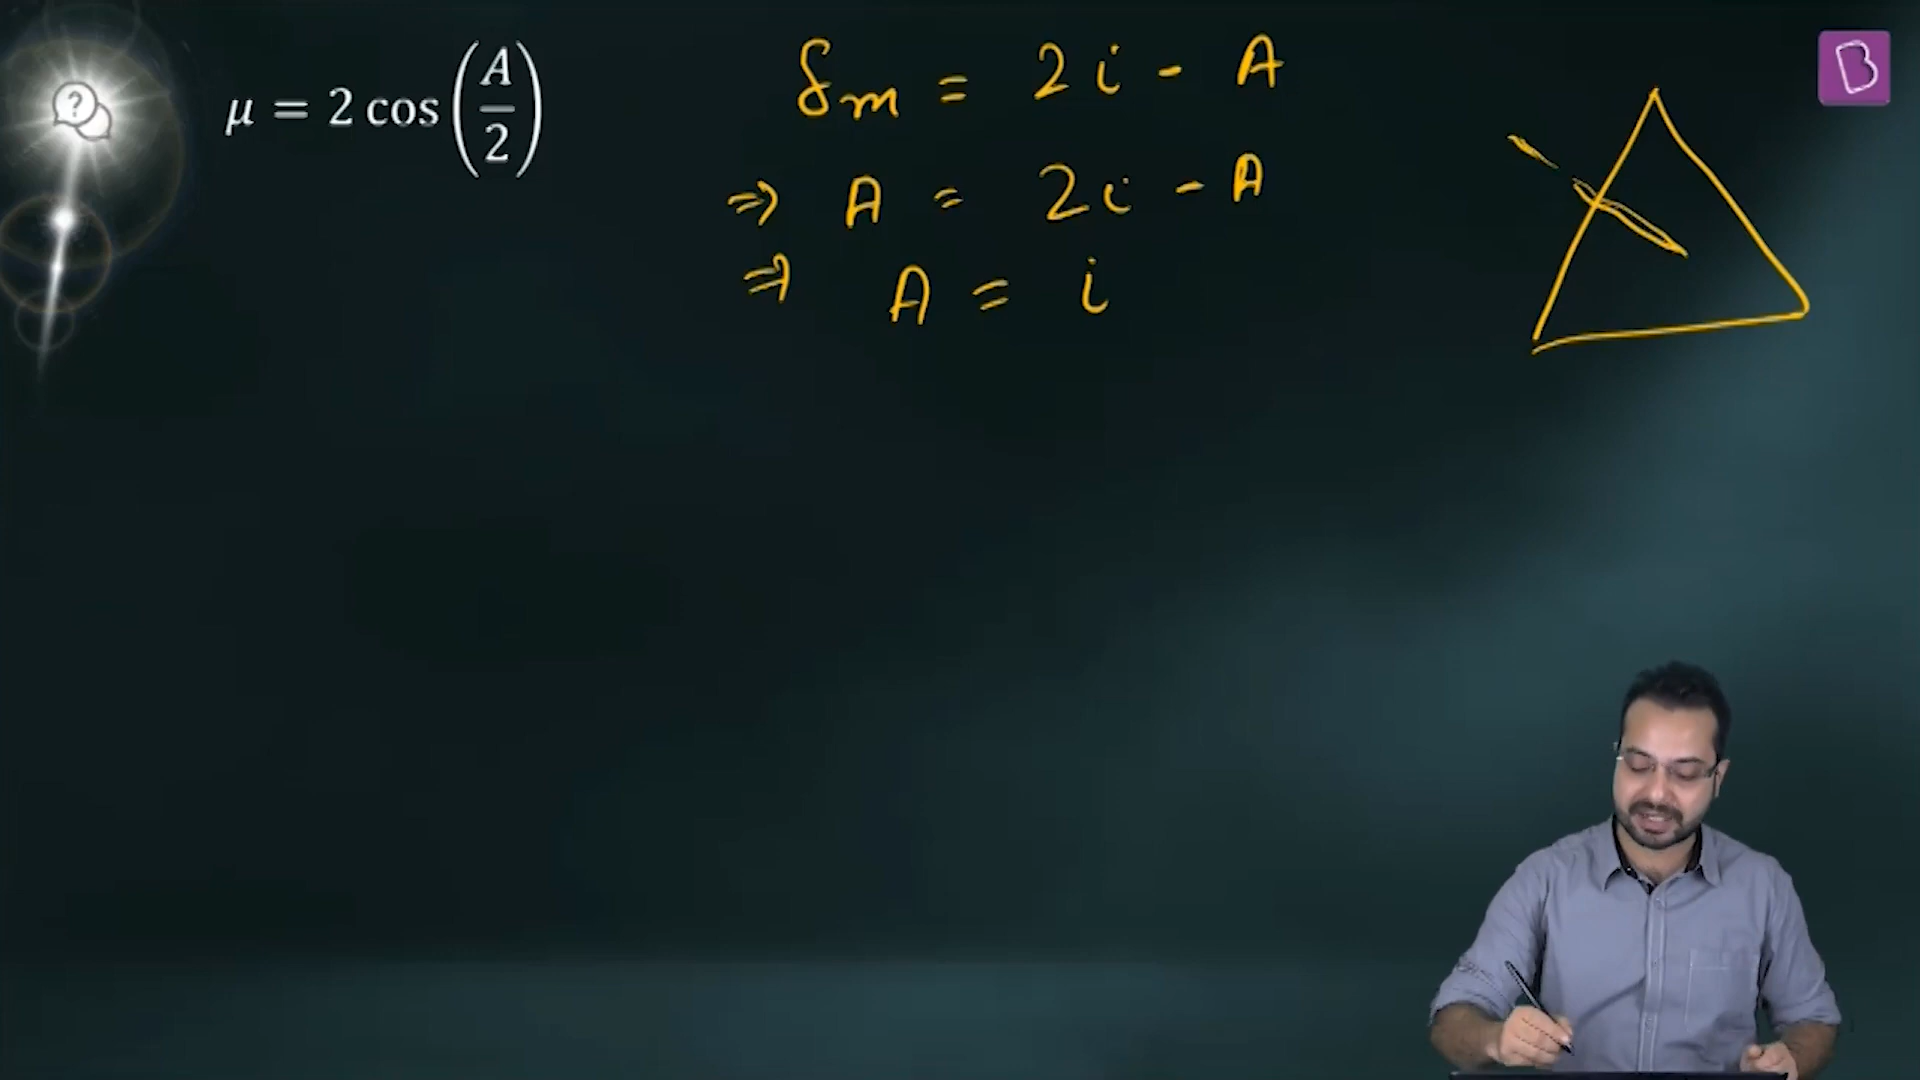 μ = 2 cos(A/2)
δm = 2i - A
⇒ A = 2i - A
⇒ A = i